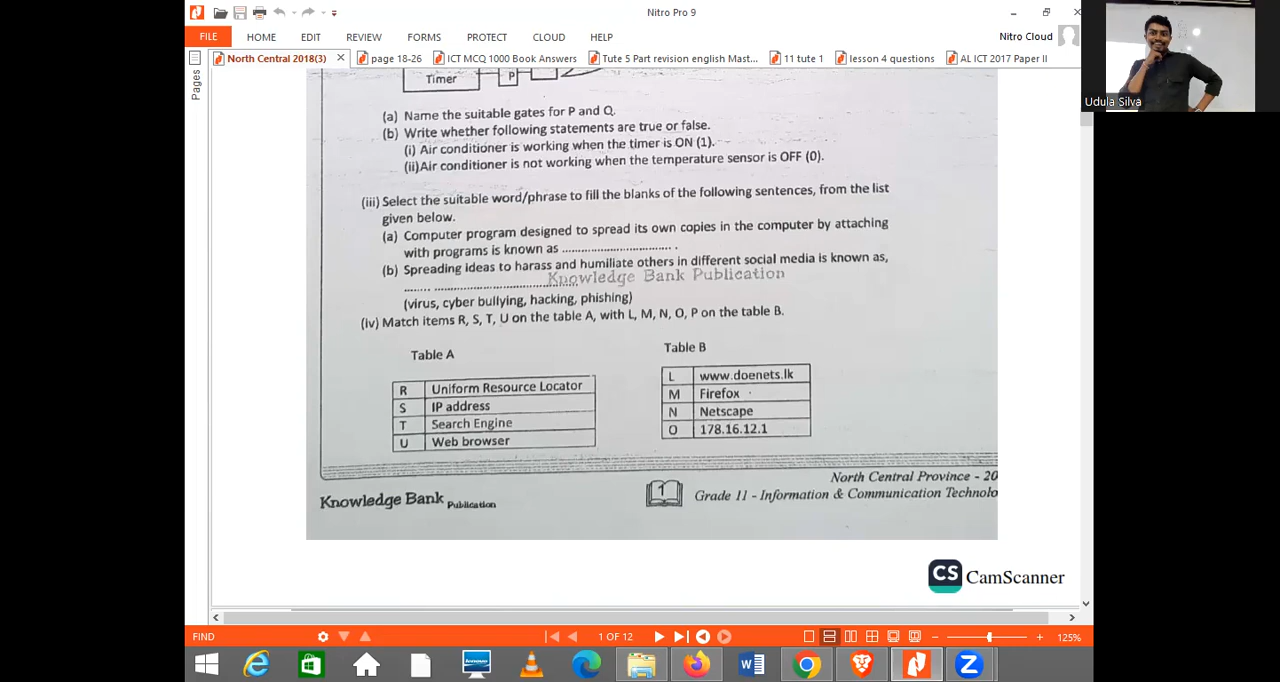 Nitro Pro 9
FILE HOME EDIT REVIEW FORMS PROTECT CLOUD HELP
Nitro Cloud
North Central 2018(3) page 18-26 ICT MCQ 1000 Book Answers Tute 5 Part revision english Mast... 11 tute 1 lesson 4 questions AL ICT 2017 Paper II
Pages
Udula Silva
Timer P
(a) Name the suitable gates for P and Q.
(b) Write whether following statements are true or false.
(i) Air conditioner is working when the timer is ON (1).
(ii)Air conditioner is not working when the temperature sensor is OFF (0).
(iii) Select the suitable word/phrase to fill the blanks of the following sentences, from the list
given below.
(a) Computer program designed to spread its own copies in the computer by attaching
with programs is known as ................................ .
(b) Spreading ideas to harass and humiliate others in different social media is known as,
Knowledge Bank Publication
........ ......................................
(virus, cyber bullying, hacking, phishing)
(iv) Match items R, S, T, U on the table A, with L, M, N, O, P on the table B.
Table A
R Uniform Resource Locator
S IP address
T Search Engine
U Web browser
Table B
L www.doenets.lk
M Firefox
N Netscape
O 178.16.12.1
Knowledge Bank Publication
1
North Central Province - 20
Grade 11 - Information & Communication Technolo
CS CamScanner
FIND
1 OF 12
125%